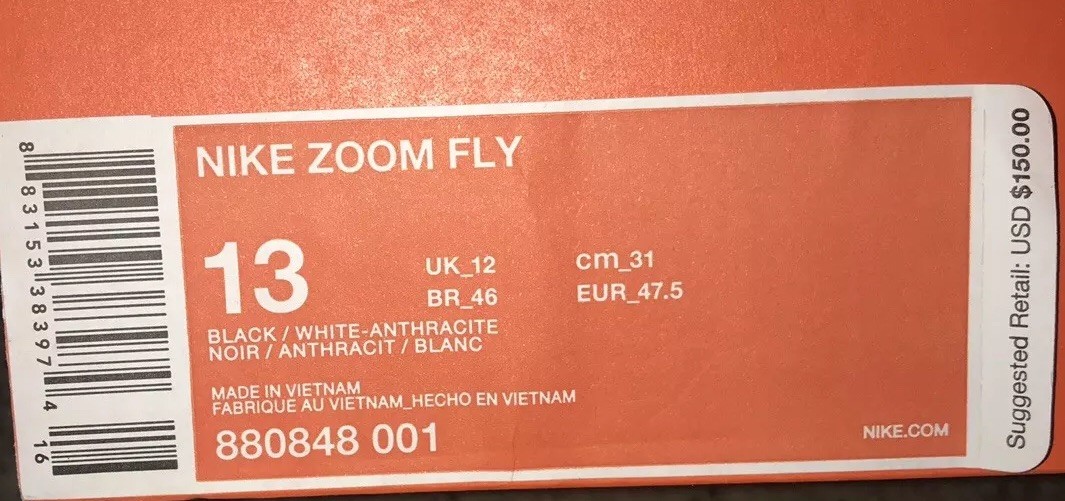 NIKE ZOOM FLY
13
UK_12
cm_31
BR_46
EUR_47.5
BLACK / WHITE-ANTHRACITE
NOIR / ANTHRACIT / BLANC
MADE IN VIETNAM
FABRIQUE AU VIETNAM_HECHO EN VIETNAM
880848 001
NIKE.COM
Suggested Retail: USD $150.00
8 83153 38397 4 16